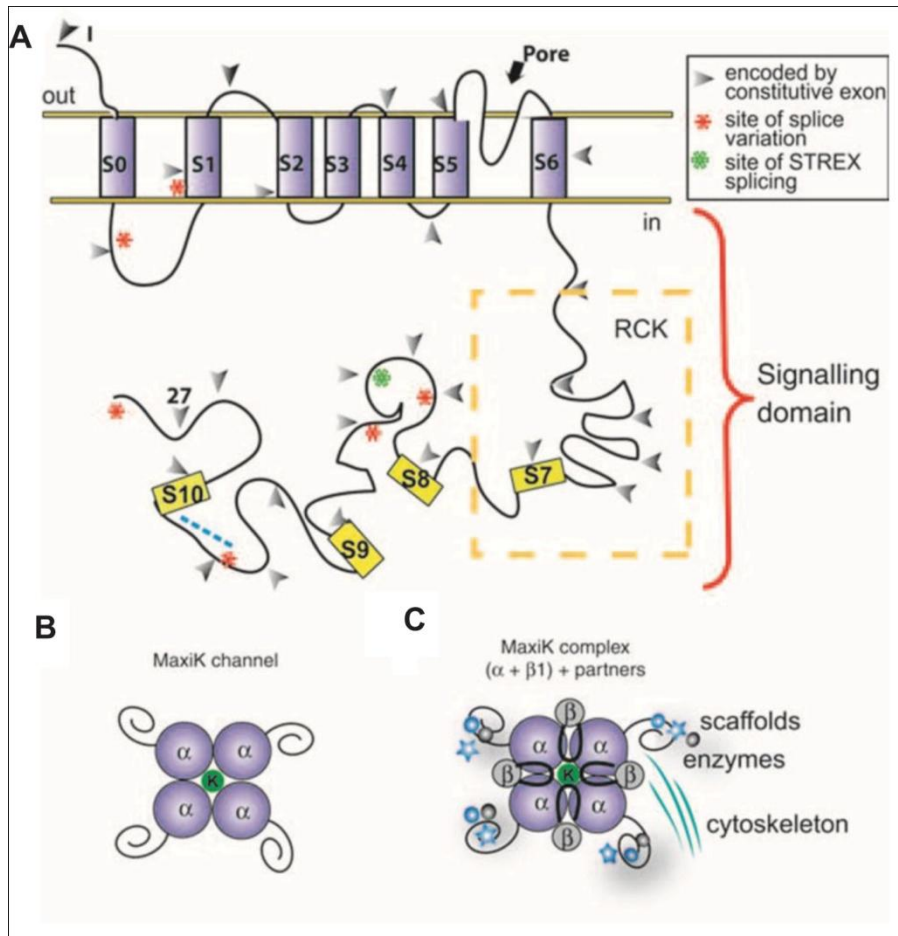 A
I
Pore
out
S0
S1
S2
S3
S4
S5
S6
in
encoded by
constitutive exon
site of splice
variation
site of STREX
splicing
RCK
Signalling
domain
27
S10
S9
S8
S7
B
MaxiK channel
α
α
K
α
α
C
MaxiK complex
(α + β1) + partners
β
α
α
β
K
β
α
α
β
scaffolds
enzymes
cytoskeleton